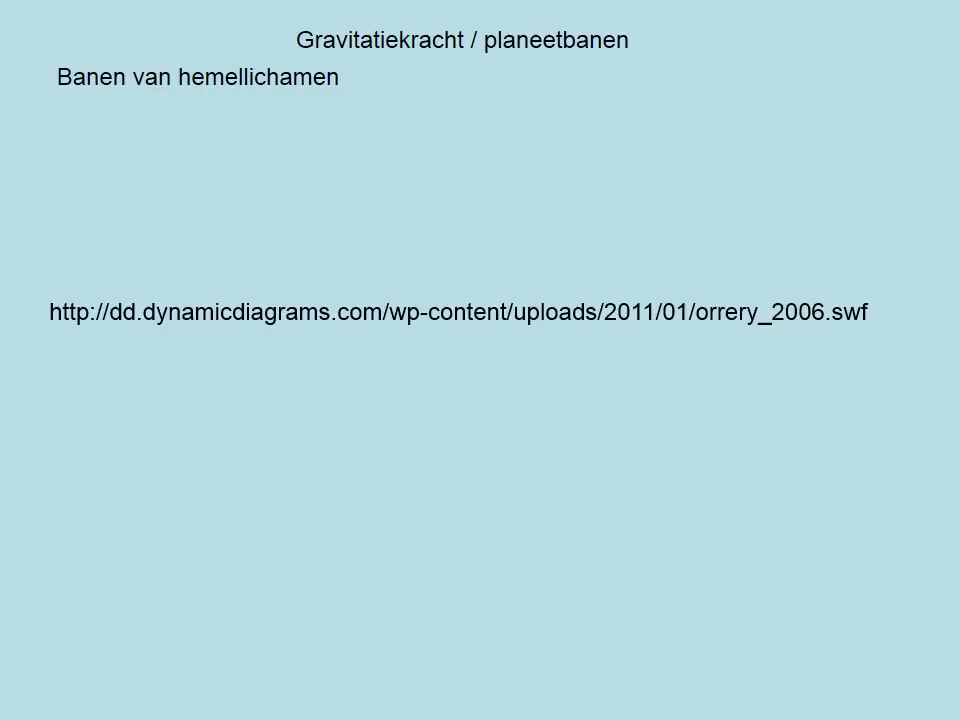 Gravitatiekracht / planeetbanen
Banen van hemellichamen
http://dd.dynamicdiagrams.com/wp-content/uploads/2011/01/orrery_2006.swf